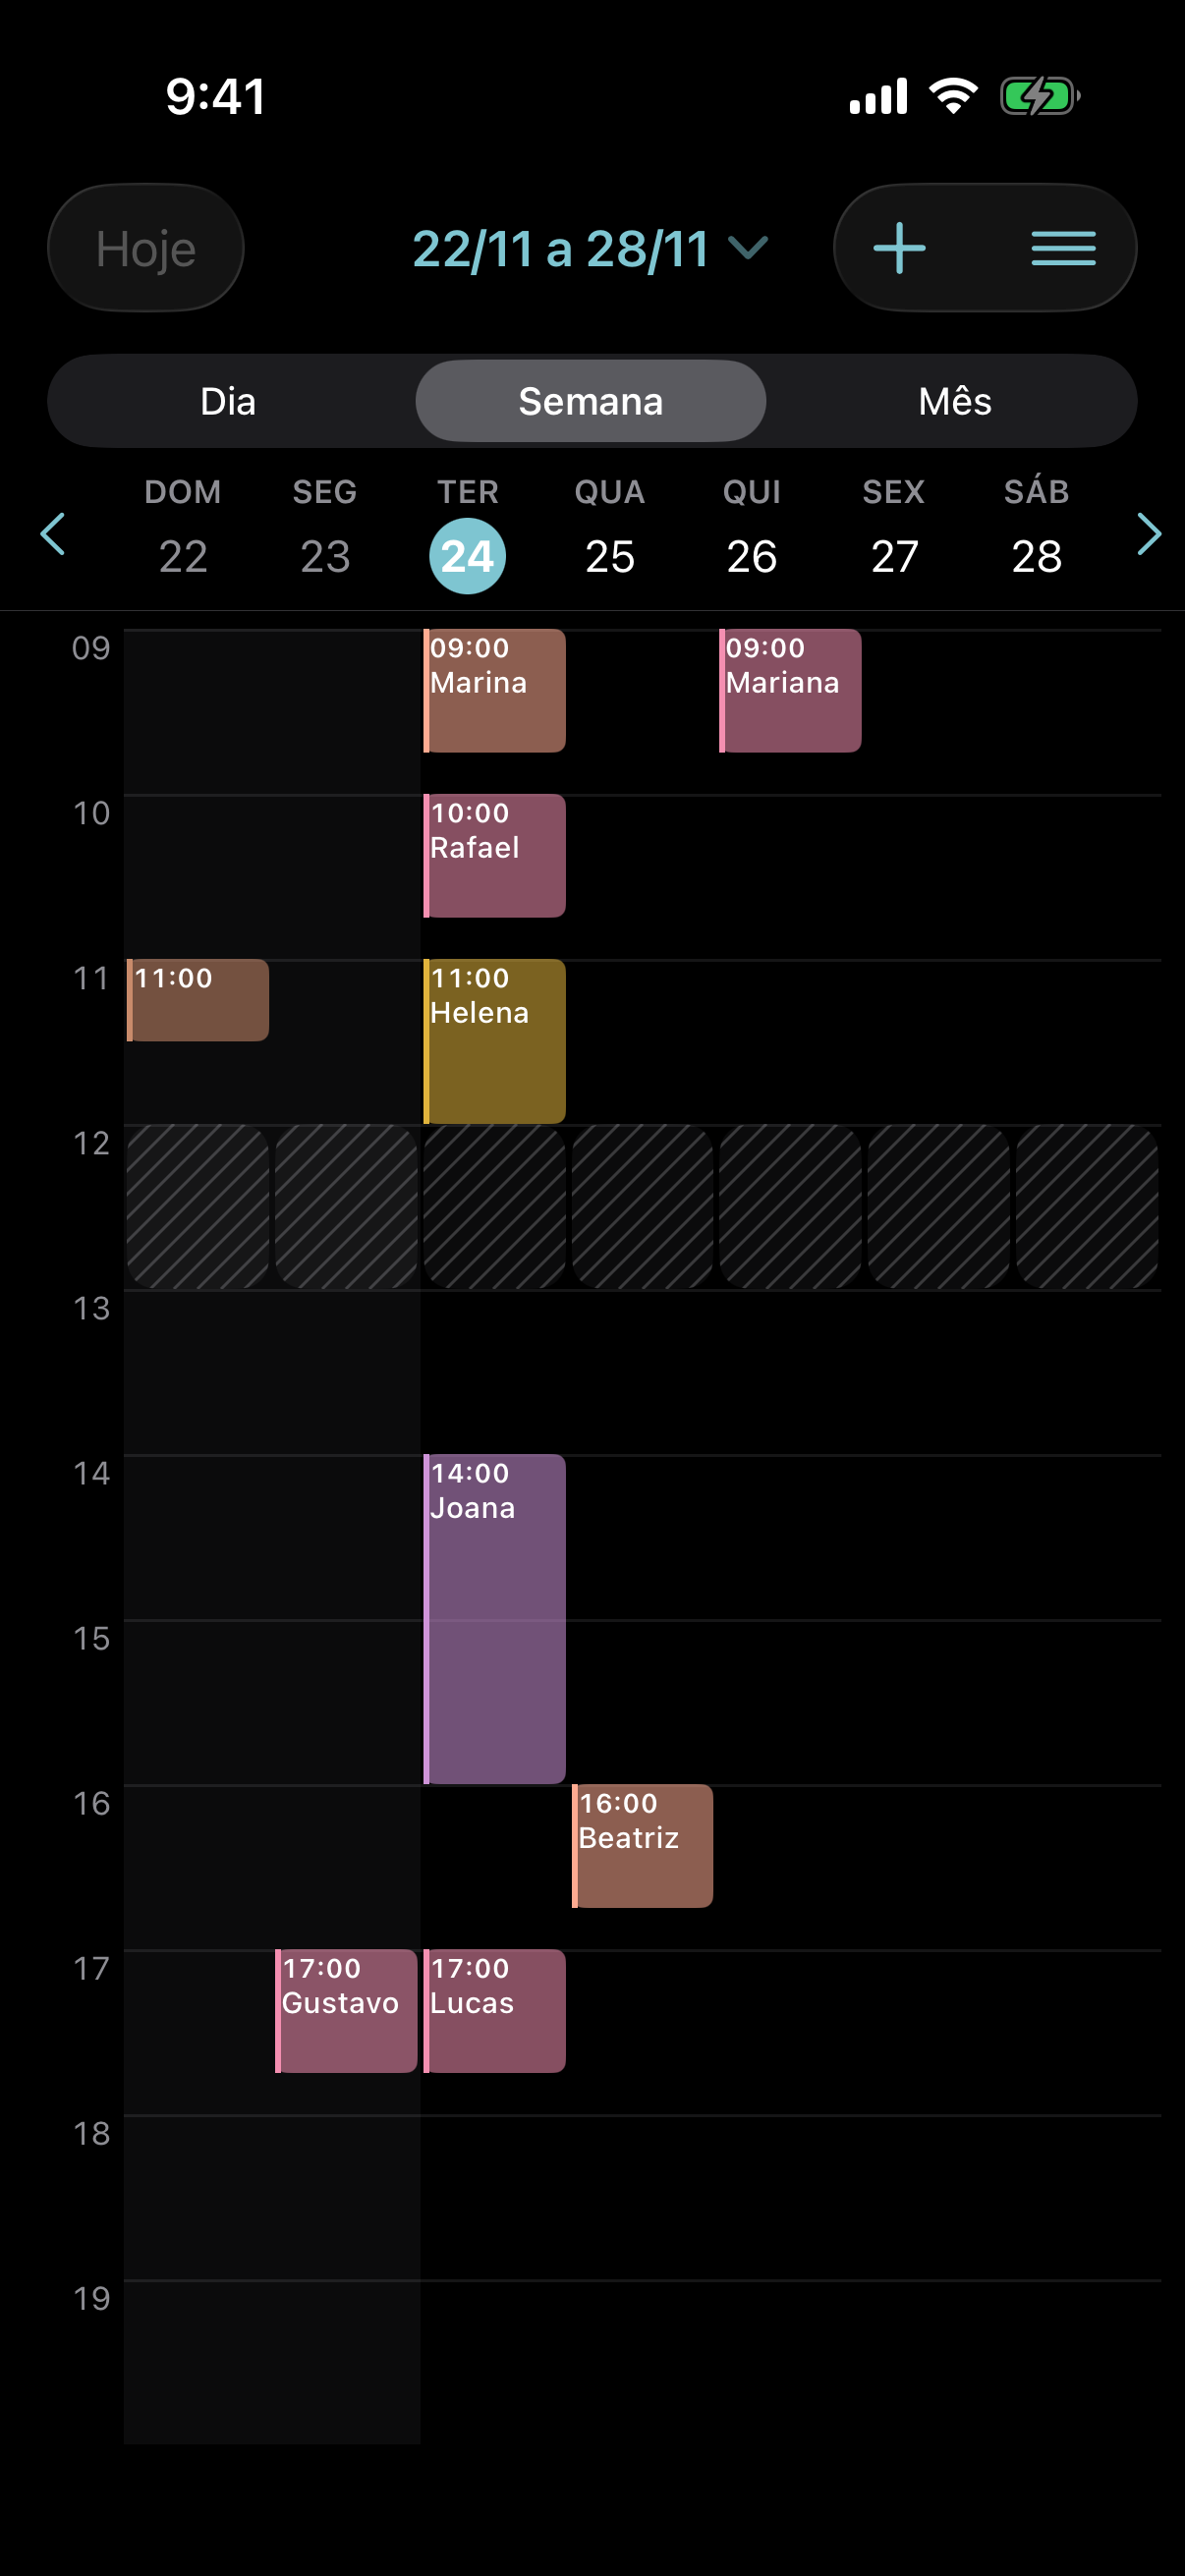 9:41
Hoje
22/11 a 28/11
Dia Semana Mês
DOM SEG TER QUA QUI SEX SÁB
22 23 24 25 26 27 28
09
09:00
Marina
09:00
Mariana
10
10:00
Rafael
11
11:00
11:00
Helena
12
13
14
14:00
Joana
15
16
16:00
Beatriz
17
17:00
Gustavo
17:00
Lucas
18
19